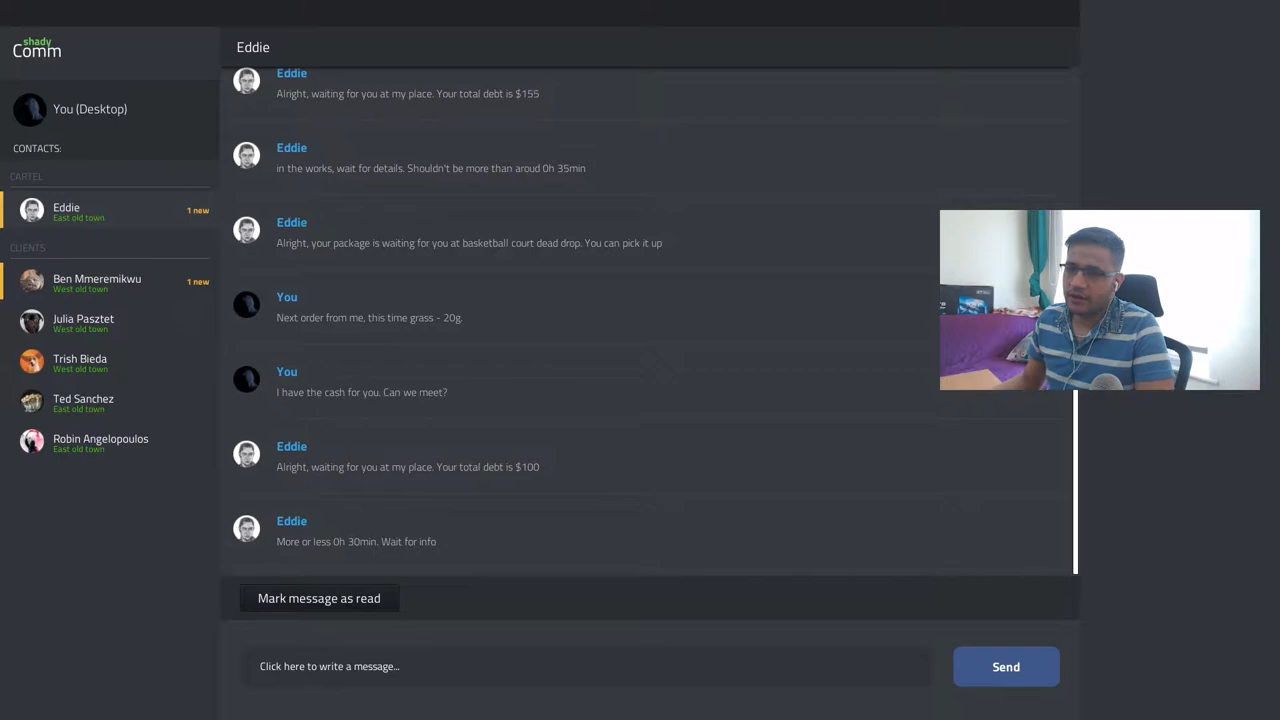 shady
Comm
You (Desktop)
CONTACTS:
CARTEL
Eddie
East old town
1 new
CLIENTS
Ben Mmeremikwu
West old town
1 new
Julia Pasztet
West old town
Trish Bieda
West old town
Ted Sanchez
East old town
Robin Angelopoulos
East old town
Eddie
Eddie
Alright, waiting for you at my place. Your total debt is $155
Eddie
in the works, wait for details. Shouldn't be more than aroud 0h 35min
Eddie
Alright, your package is waiting for you at basketball court dead drop. You can pick it up
You
Next order from me, this time grass - 20g.
You
I have the cash for you. Can we meet?
Eddie
Alright, waiting for you at my place. Your total debt is $100
Eddie
More or less 0h 30min. Wait for info
Mark message as read
Click here to write a message...
Send